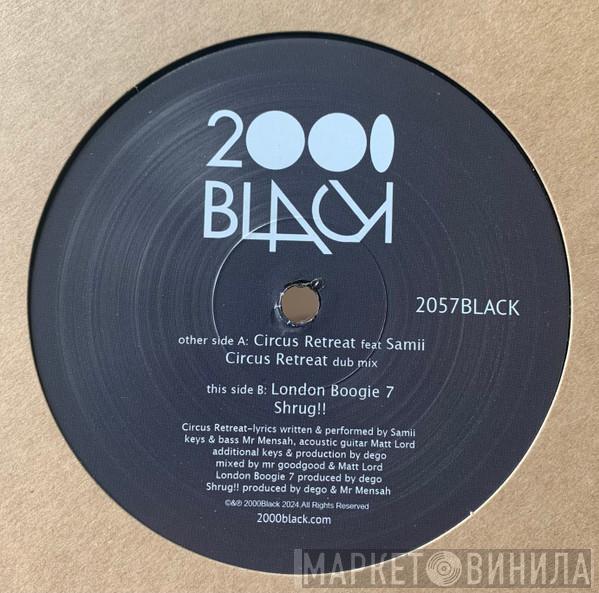 2000
BLACK
2057BLACK
other side A: Circus Retreat feat Samii
Circus Retreat dub mix
this side B: London Boogie 7
Shrug!!
Circus Retreat-lyrics written & performed by Samii
keys & bass Mr Mensah, acoustic guitar Matt Lord
additional keys & production by dego
mixed by mr goodgood & Matt Lord
London Boogie 7 produced by dego
Shrug!! produced by dego & Mr Mensah
©&℗ 2000Black 2024.All Rights Reserved
2000black.com
МАРКЕТ ВИНИЛА